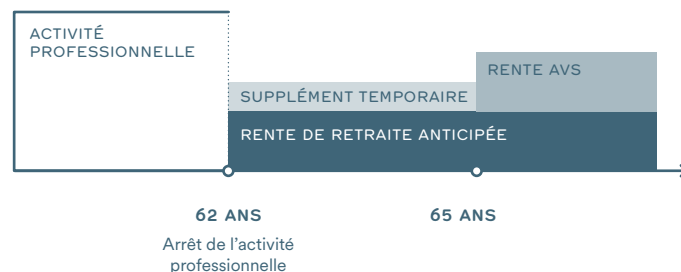 ACTIVITÉ
PROFESSIONNELLE
RENTE AVS
SUPPLÉMENT TEMPORAIRE
RENTE DE RETRAITE ANTICIPÉE
62 ANS
65 ANS
Arrêt de l’activité
professionnelle